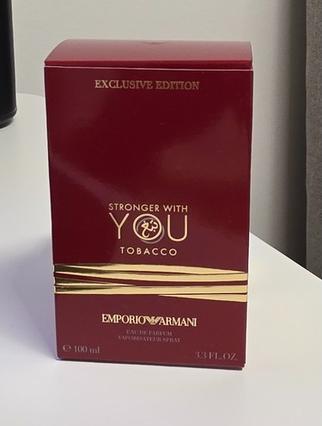 EXCLUSIVE EDITION
STRONGER WITH
YOU
TOBACCO
EMPORIO ARMANI
EAU DE PARFUM
VAPORISATEUR SPRAY
℮ 100 ml 3.3 FL.OZ.